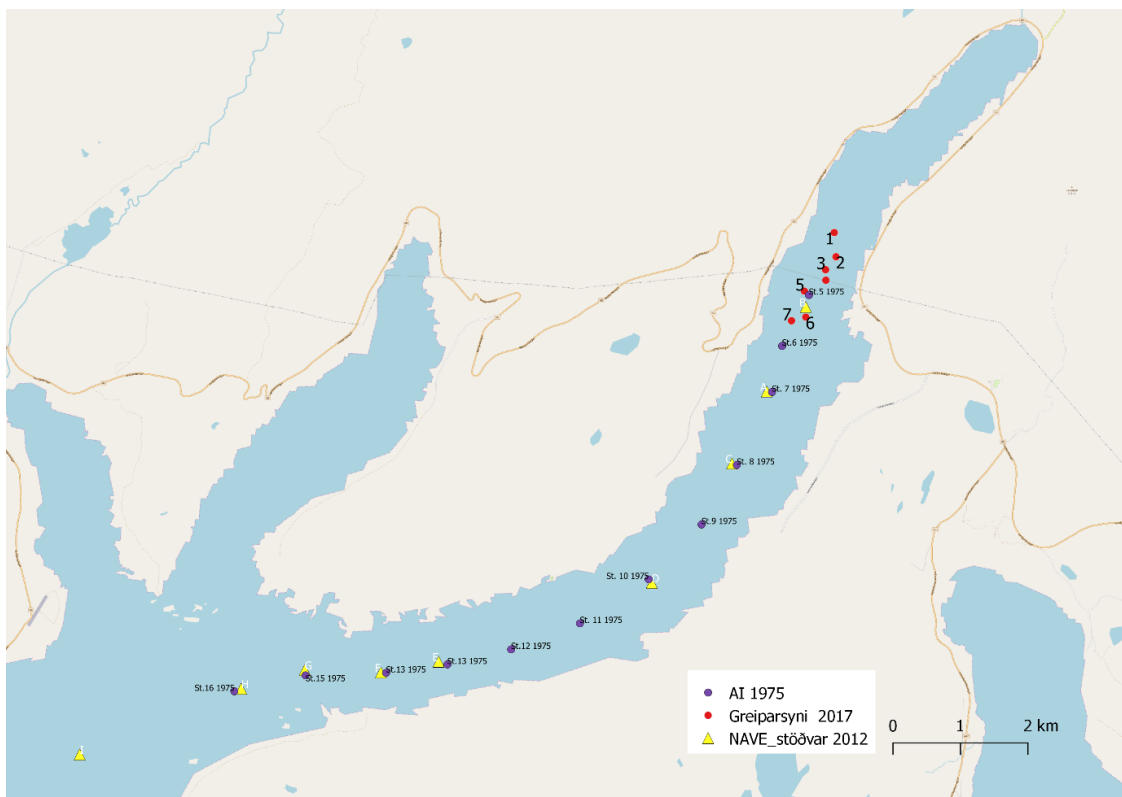 1
2
3
5
St.5 1975
B
7
6
St.6 1975
A
St. 7 1975
C
St. 8 1975
St.9 1975
St. 10 1975
D
St. 11 1975
St.12 1975
E
St.13 1975
F
St.13 1975
G
St.15 1975
St.16 1975
H
I
AI 1975
Greiparsyni 2017
NAVE_stöðvar 2012
0 1 2 km